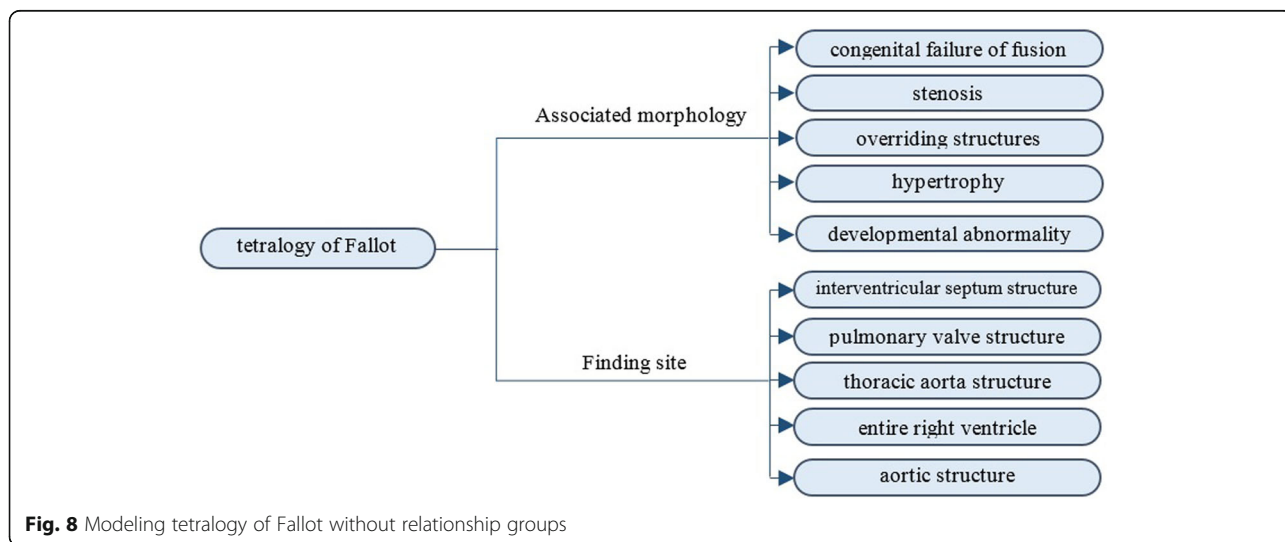 congenital failure of fusion
stenosis
Associated morphology
overriding structures
hypertrophy
developmental abnormality
tetralogy of Fallot
interventricular septum structure
pulmonary valve structure
Finding site
thoracic aorta structure
entire right ventricle
aortic structure
Fig. 8 Modeling tetralogy of Fallot without relationship groups